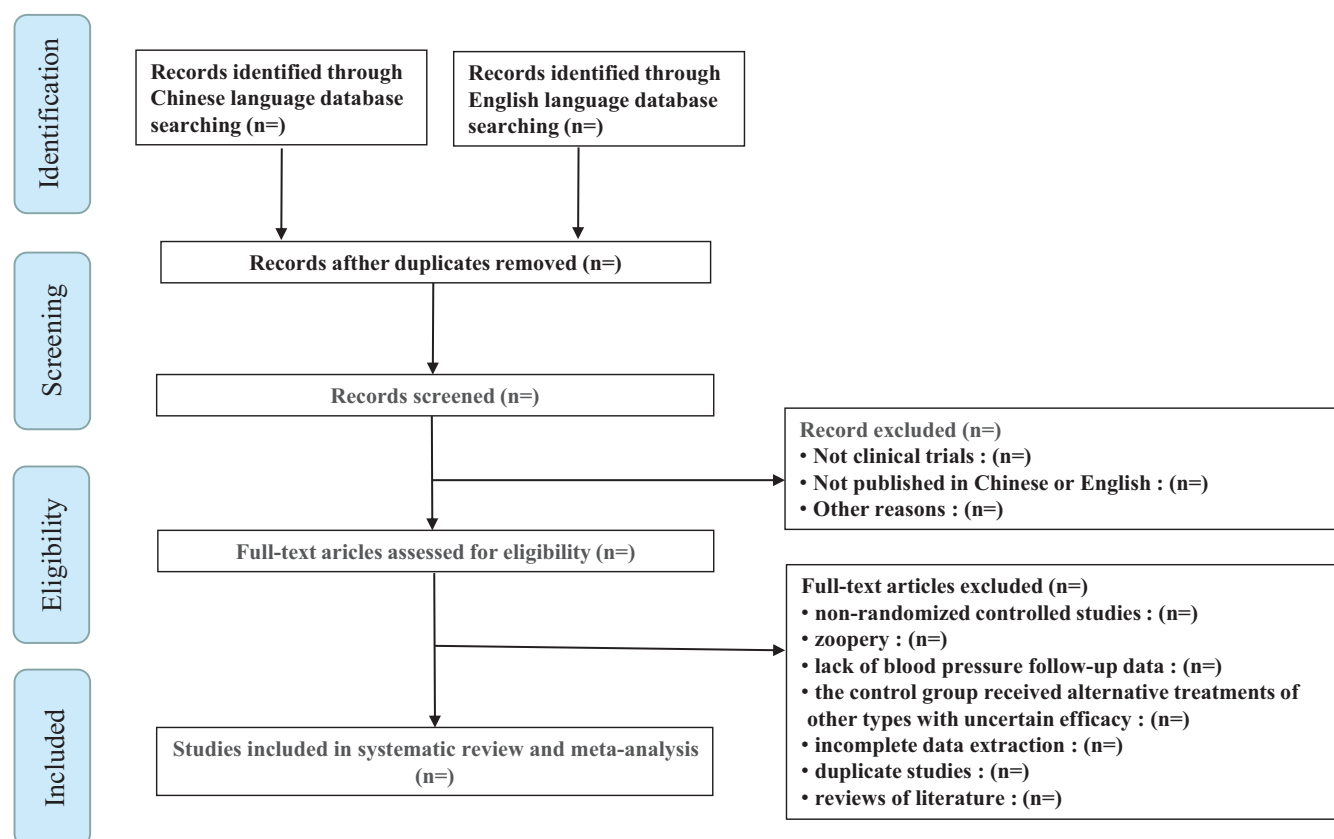 Identification
Records identified through
Chinese language database
searching (n=)
Records identified through
English language database
searching (n=)
Screening
Records afther duplicates removed (n=)
Records screened (n=)
Record excluded (n=)
• Not clinical trials : (n=)
• Not published in Chinese or English : (n=)
• Other reasons : (n=)
Eligibility
Full-text aricles assessed for eligibility (n=)
Full-text articles excluded (n=)
• non-randomized controlled studies : (n=)
• zoopery : (n=)
• lack of blood pressure follow-up data : (n=)
• the control group received alternative treatments of
other types with uncertain efficacy : (n=)
• incomplete data extraction : (n=)
• duplicate studies : (n=)
• reviews of literature : (n=)
Included
Studies included in systematic review and meta-analysis
(n=)